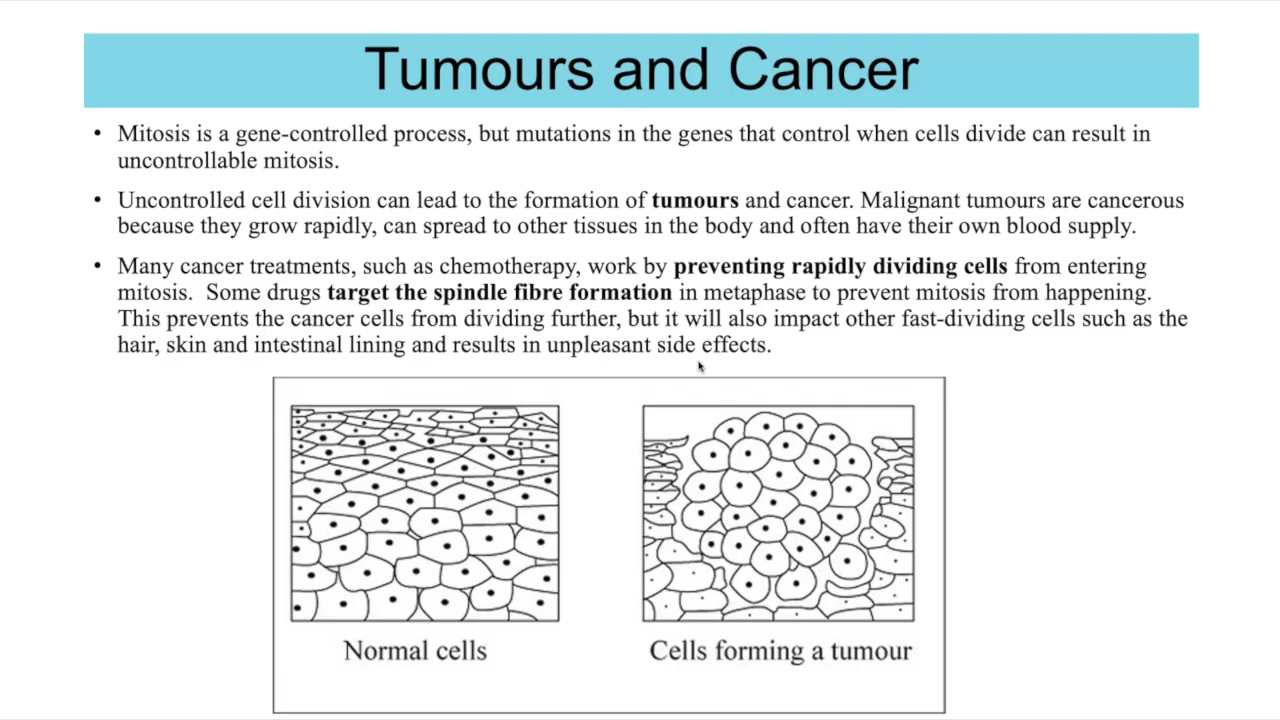 Tumours and Cancer
• Mitosis is a gene-controlled process, but mutations in the genes that control when cells divide can result in
uncontrollable mitosis.
• Uncontrolled cell division can lead to the formation of tumours and cancer. Malignant tumours are cancerous
because they grow rapidly, can spread to other tissues in the body and often have their own blood supply.
• Many cancer treatments, such as chemotherapy, work by preventing rapidly dividing cells from entering
mitosis.  Some drugs target the spindle fibre formation in metaphase to prevent mitosis from happening.
This prevents the cancer cells from dividing further, but it will also impact other fast-dividing cells such as the
hair, skin and intestinal lining and results in unpleasant side effects.
Normal cells
Cells forming a tumour